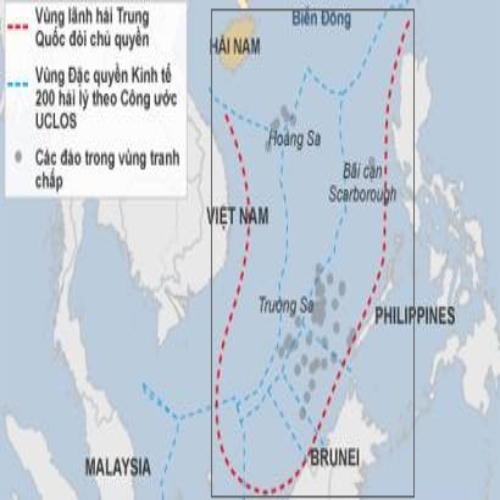 Vùng lãnh hải Trung
Quốc đòi chủ quyền
Vùng Đặc quyền Kinh tế
200 hải lý theo Công ước
UCLOS
Các đảo trong vùng tranh
chấp
Biển Đông
HẢI NAM
Hoàng Sa
Bãi cạn
Scarborough
VIỆT NAM
Trường Sa
PHILIPPINES
BRUNEI
MALAYSIA